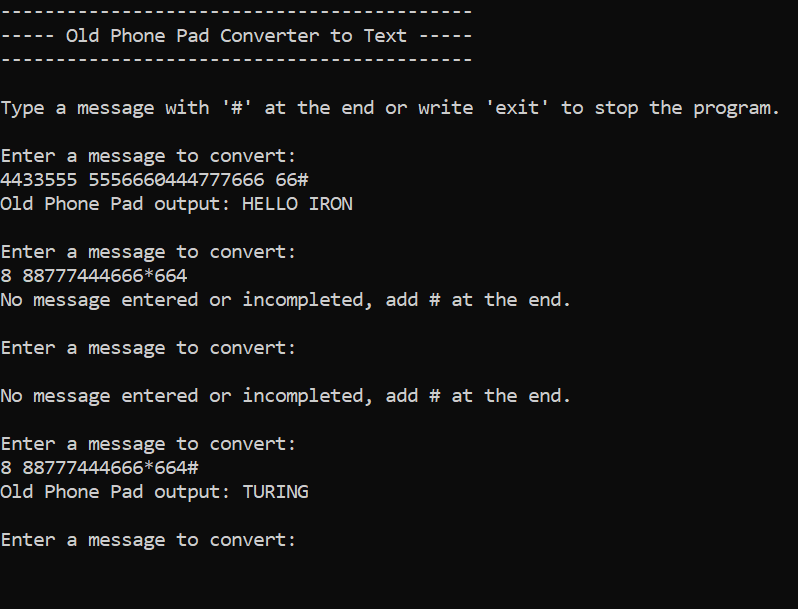 -------------------------------------------
----- Old Phone Pad Converter to Text -----
-------------------------------------------
Type a message with '#' at the end or write 'exit' to stop the program.
Enter a message to convert:
4433555 5556660444777666 66#
Old Phone Pad output: HELLO IRON
Enter a message to convert:
8 88777444666*664
No message entered or incompleted, add # at the end.
Enter a message to convert:
No message entered or incompleted, add # at the end.
Enter a message to convert:
8 88777444666*664#
Old Phone Pad output: TURING
Enter a message to convert: